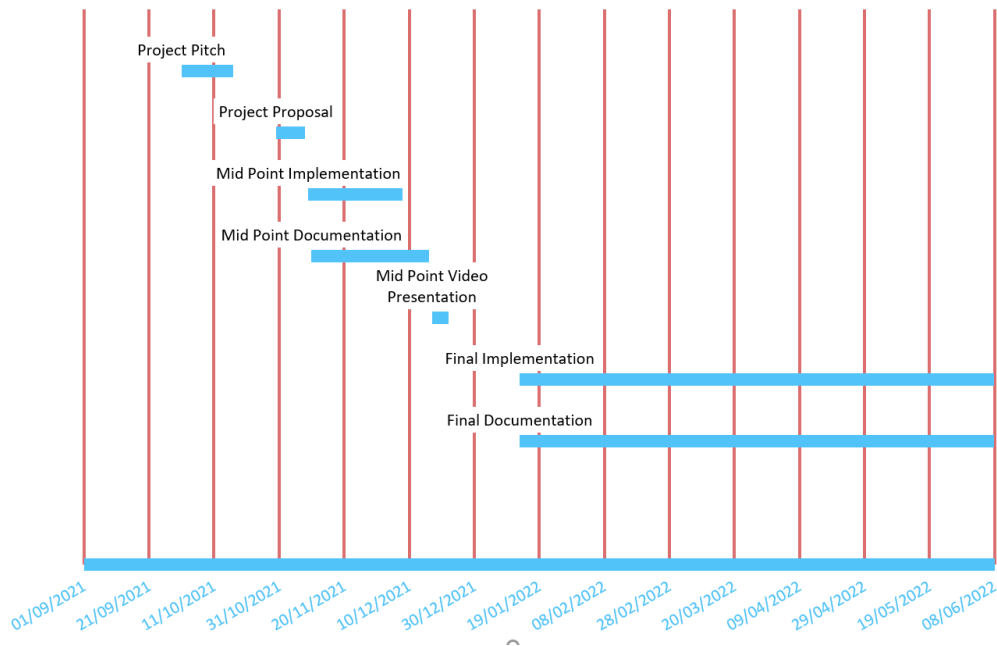 Project Pitch
Project Proposal
Mid Point Implementation
Mid Point Documentation
Mid Point Video
Presentation
Final Implementation
Final Documentation
01/09/2021
21/09/2021
11/10/2021
31/10/2021
20/11/2021
10/12/2021
30/12/2021
19/01/2022
08/02/2022
28/02/2022
20/03/2022
09/04/2022
29/04/2022
19/05/2022
08/06/2022